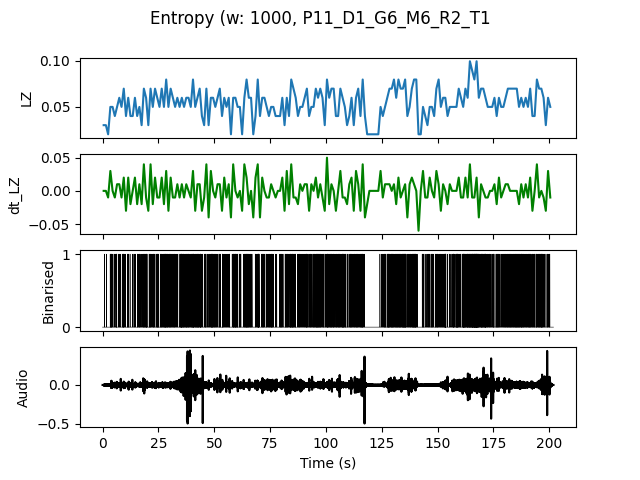 Entropy (w: 1000, P11_D1_G6_M6_R2_T1
0.10
0.05
LZ
0.05
0.00
−0.05
dt_LZ
1
0
Binarised
0.0
−0.5
Audio
0 25 50 75 100 125 150 175 200
Time (s)